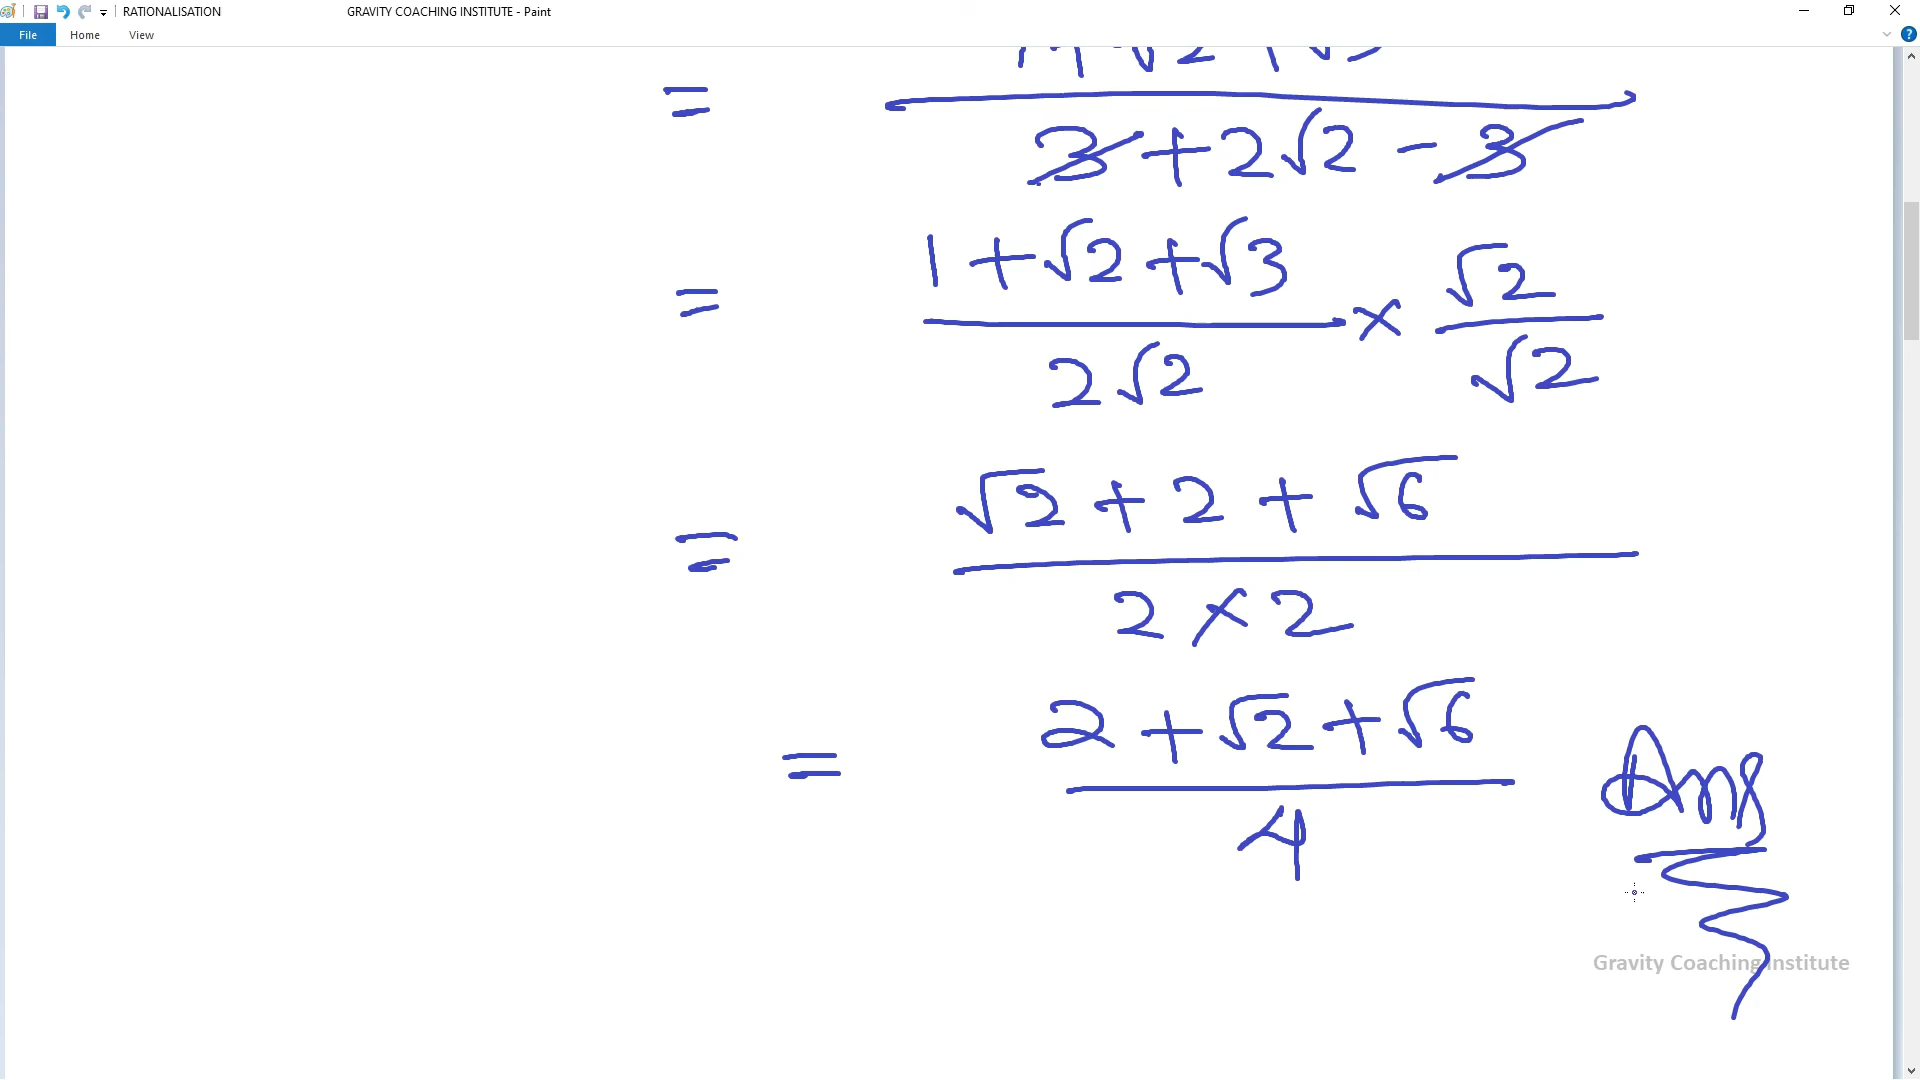 RATIONALISATION GRAVITY COACHING INSTITUTE - Paint
File Home View
= 
3 + 2√2 - 3
= (1 + √2 + √3) / (2√2) × √2 / √2
= (√2 + 2 + √6) / (2 × 2)
= (2 + √2 + √6) / 4 Ans
Gravity Coaching Institute